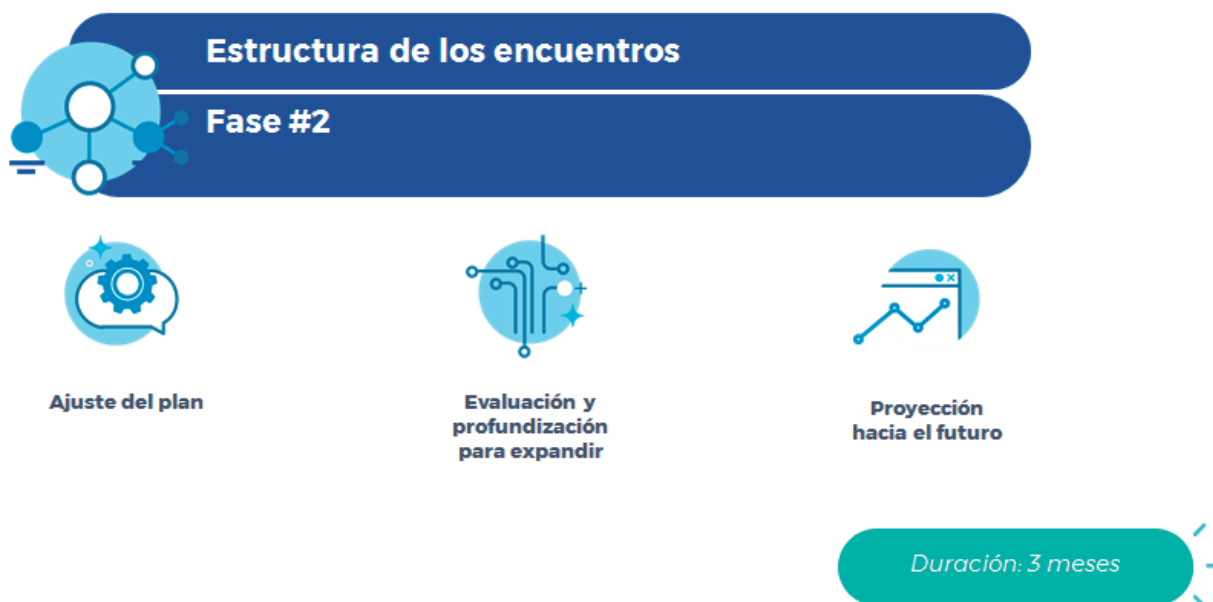 Estructura de los encuentros
Fase #2
Ajuste del plan
Evaluación y
profundización
para expandir
Proyección
hacia el futuro
Duración: 3 meses